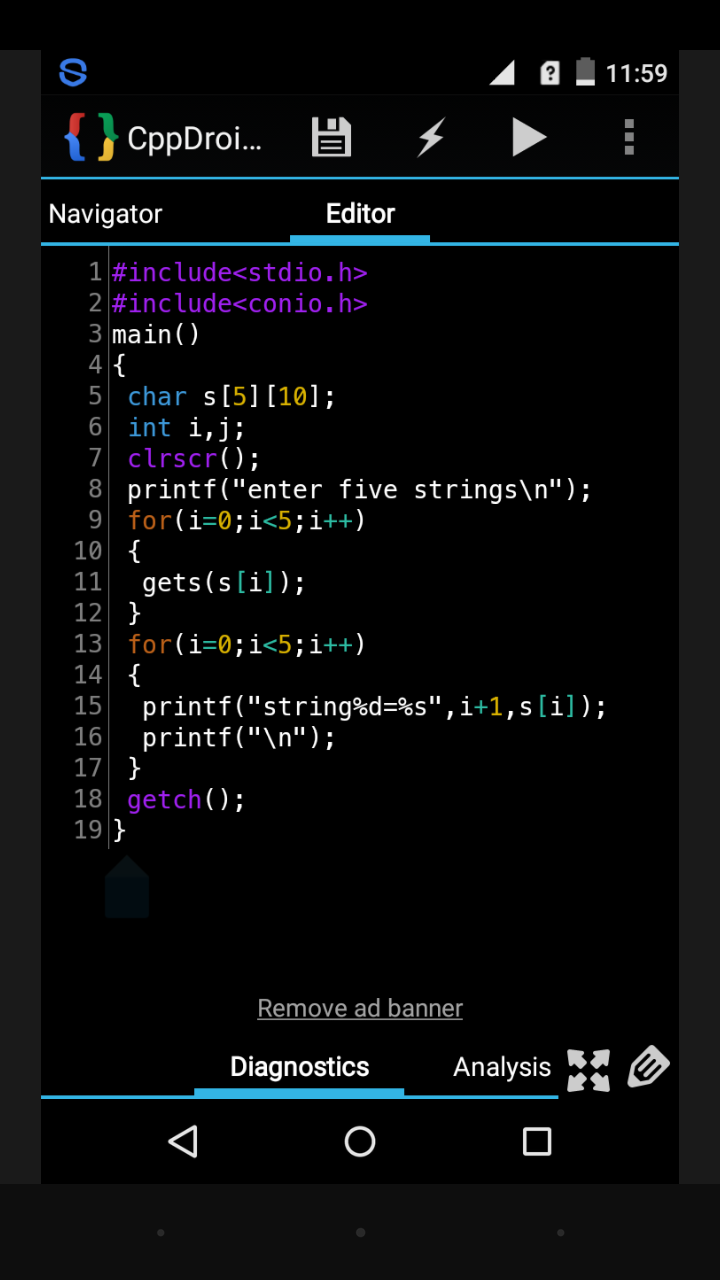 11:59
CppDroi...
Navigator
Editor
1 #include<stdio.h>
2 #include<conio.h>
3 main()
4 {
5  char s[5][10];
6  int i,j;
7  clrscr();
8  printf("enter five strings\n");
9  for(i=0;i<5;i++)
10  {
11   gets(s[i]);
12  }
13  for(i=0;i<5;i++)
14  {
15   printf("string%d=%s",i+1,s[i]);
16   printf("\n");
17  }
18  getch();
19 }
Remove ad banner
Diagnostics
Analysis